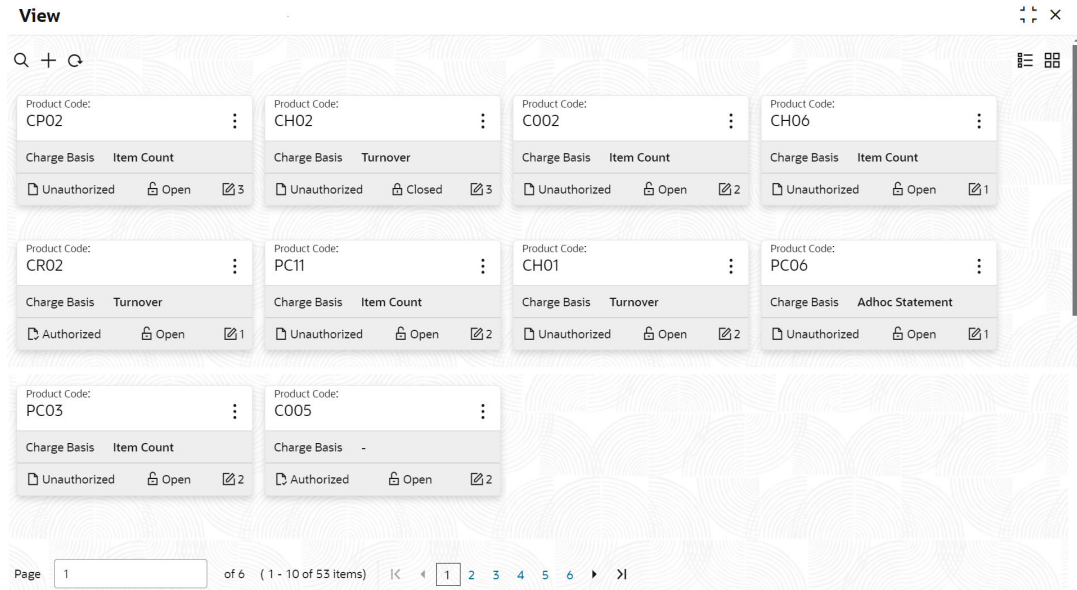 View
Product Code: Product Code: Product Code: Product Code:
CP02 CH02 C002 CH06
Charge Basis Item Count Charge Basis Turnover Charge Basis Item Count Charge Basis Item Count
Unauthorized Open 3 Unauthorized Closed 3 Unauthorized Open 2 Unauthorized Open 1
Product Code: Product Code: Product Code: Product Code:
CR02 PC11 CH01 PC06
Charge Basis Turnover Charge Basis Item Count Charge Basis Turnover Charge Basis Adhoc Statement
Authorized Open 1 Unauthorized Open 2 Unauthorized Open 2 Unauthorized Open 1
Product Code: Product Code:
PC03 C005
Charge Basis Item Count Charge Basis -
Unauthorized Open 2 Authorized Open 2
Page 1 of 6 ( 1 - 10 of 53 items) 1 2 3 4 5 6